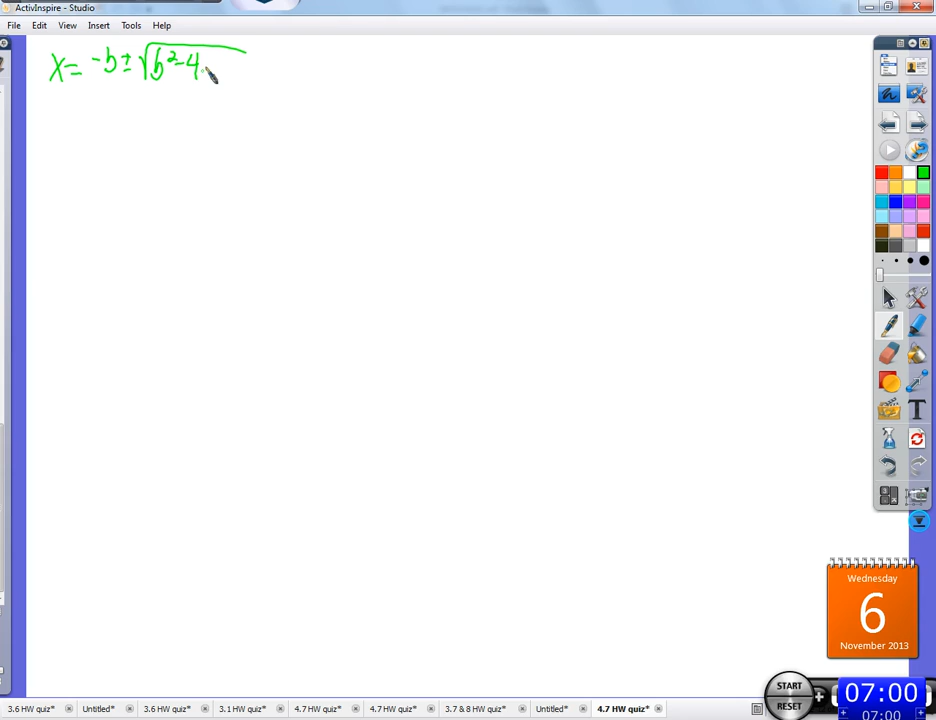 ActivInspire - Studio
File Edit View Insert Tools Help
x = -b ± √b²-4
Wednesday
6
November 2013
START
RESET
07:00
07:00
3.6 HW quiz* Untitled* 3.6 HW quiz* 3.1 HW quiz* 4.7 HW quiz* 4.7 HW quiz* 3.7 & 8 HW quiz* Untitled* 4.7 HW quiz*